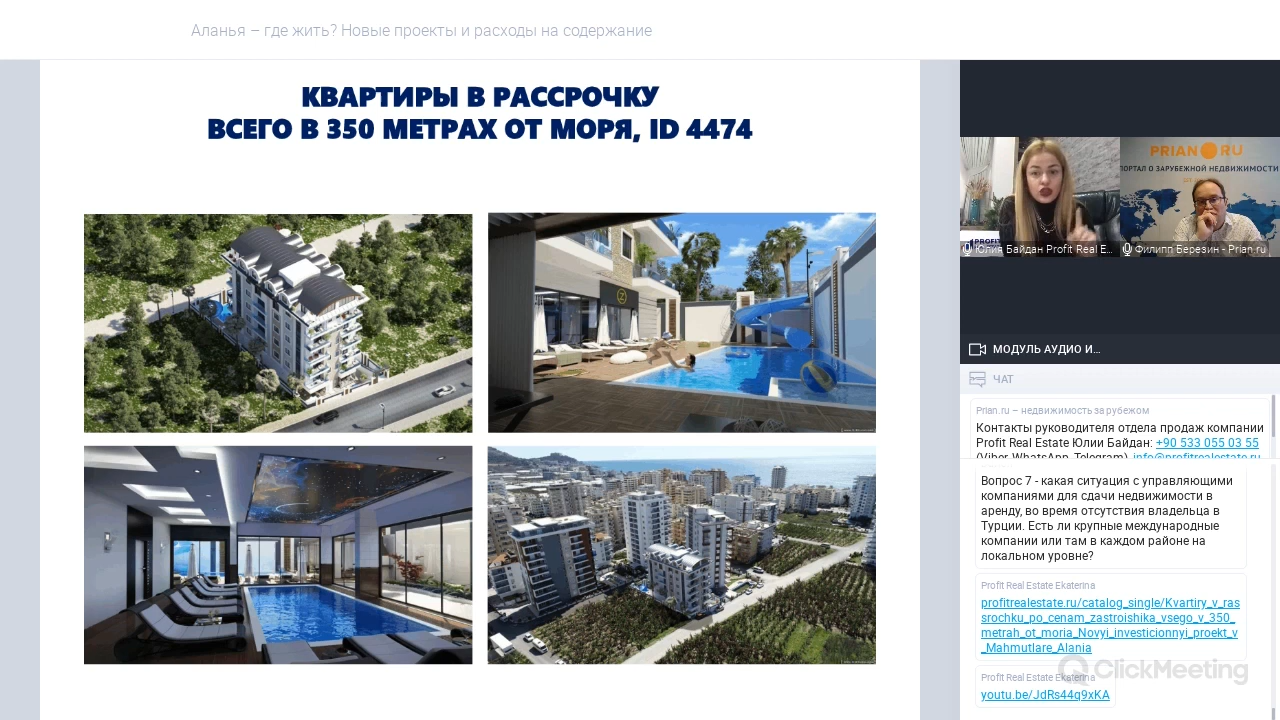 Аланья – где жить? Новые проекты и расходы на содержание
КВАРТИРЫ В РАССРОЧКУ
ВСЕГО В 350 МЕТРАХ ОТ МОРЯ, ID 4474
PRIAN RU
ПОРТАЛ О ЗАРУБЕЖНОЙ НЕДВИЖИМОСТИ
Юлия Байдан Profit Real E...
Филипп Березин - Prian ru
МОДУЛЬ АУДИО И...
ЧАТ
Prian.ru – недвижимость за рубежом
Контакты руководителя отдела продаж компании
Profit Real Estate Юлии Байдан: +90 533 055 03 55
(Viber, WhatsApp, Telegram), info@profitrealestate.ru
Вопрос 7 - какая ситуация с управляющими
компаниями для сдачи недвижимости в
аренду, во время отсутствия владельца в
Турции. Есть ли крупные международные
компании или там в каждом районе на
локальном уровне?
Profit Real Estate Ekaterina
profitrealestate.ru/catalog_single/Kvartiry_v_ras
srochku_po_cenam_zastroishika_vsego_v_350_
metrah_ot_moria_Novyi_investicionnyi_proekt_v
_Mahmutlare_Alania
ClickMeeting
Profit Real Estate Ekaterina
youtu.be/JdRs44q9xKA